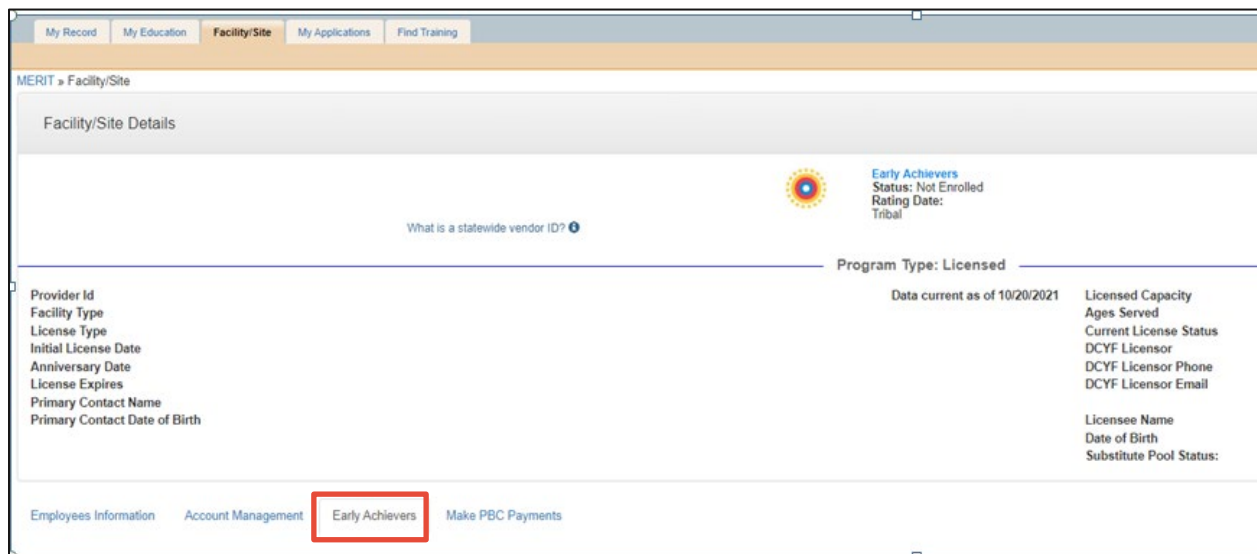 My Record My Education Facility/Site My Applications Find Training
MERIT » Facility/Site
Facility/Site Details
Early Achievers
Status: Not Enrolled
Rating Date:
Tribal
What is a statewide vendor ID?
Program Type: Licensed
Provider Id
Facility Type
License Type
Initial License Date
Anniversary Date
License Expires
Primary Contact Name
Primary Contact Date of Birth
Data current as of 10/20/2021
Licensed Capacity
Ages Served
Current License Status
DCYF Licensor
DCYF Licensor Phone
DCYF Licensor Email
Licensee Name
Date of Birth
Substitute Pool Status:
Employees Information Account Management Early Achievers Make PBC Payments